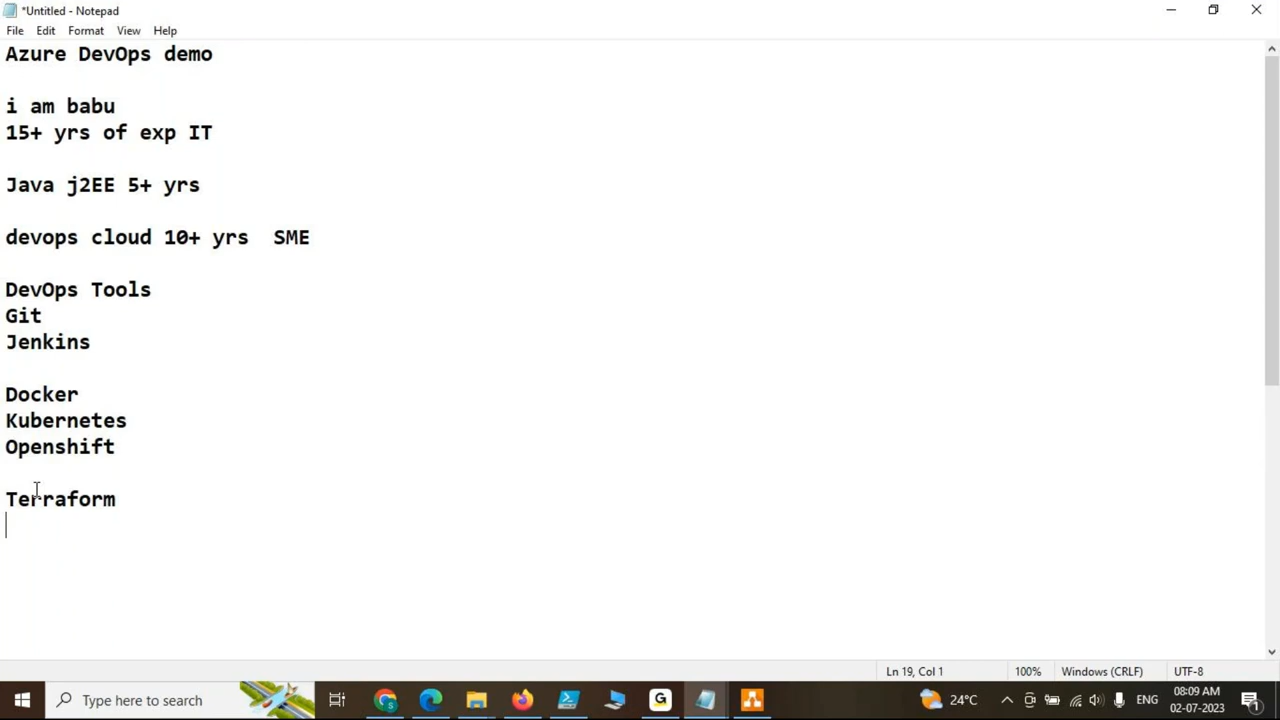 *Untitled - Notepad
File Edit Format View Help
Azure DevOps demo
i am babu
15+ yrs of exp IT
Java j2EE 5+ yrs
devops cloud 10+ yrs  SME
DevOps Tools
Git
Jenkins
Docker
Kubernetes
Openshift
Terraform
Ln 19, Col 1 100% Windows (CRLF) UTF-8
Type here to search 24°C ENG 08:09 AM
02-07-2023